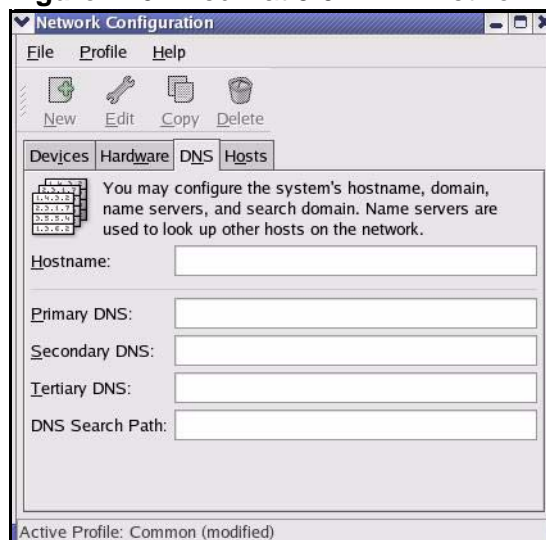 Network Configuration
File Profile Help
New Edit Copy Delete
Devices Hardware DNS Hosts
You may configure the system's hostname, domain,
name servers, and search domain. Name servers are
used to look up other hosts on the network.
Hostname:
Primary DNS:
Secondary DNS:
Tertiary DNS:
DNS Search Path:
Active Profile: Common (modified)